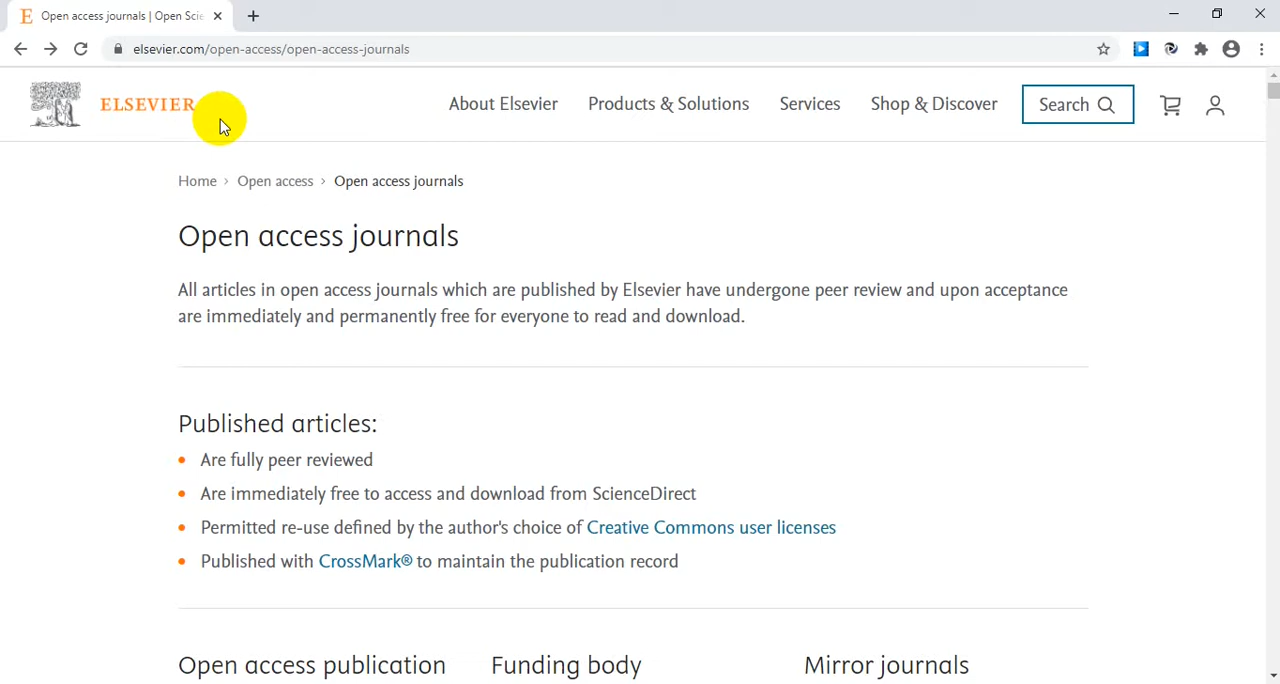 E Open access journals | Open Scie
elsevier.com/open-access/open-access-journals
ELSEVIER
About Elsevier Products & Solutions Services Shop & Discover Search
Home › Open access › Open access journals
Open access journals
All articles in open access journals which are published by Elsevier have undergone peer review and upon acceptance
are immediately and permanently free for everyone to read and download.
Published articles:
• Are fully peer reviewed
• Are immediately free to access and download from ScienceDirect
• Permitted re-use defined by the author's choice of Creative Commons user licenses
• Published with CrossMark® to maintain the publication record
Open access publication Funding body Mirror journals